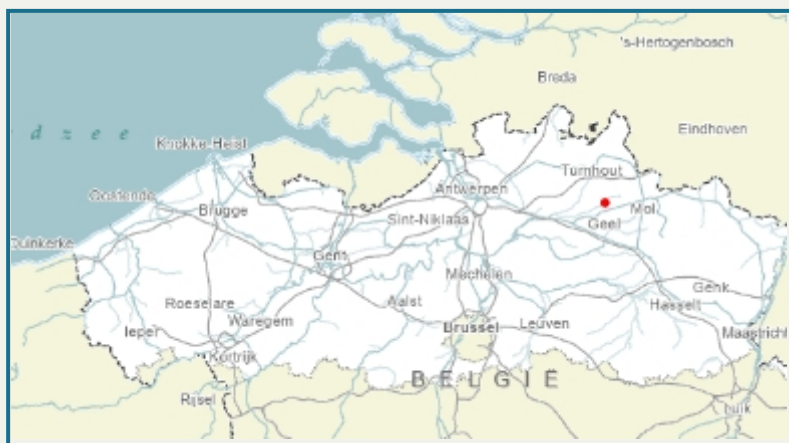 's-Hertogenbosch
Breda
d z e e
Eindhoven
Knokke-Heist
Turnhout
Antwerpen
Oostende
Brugge
Sint-Niklaas
Mol
Geel
Duinkerke
Gent
Mechelen
Genk
Roeselare
Aalst
Hasselt
Waregem
Ieper
Brussel
Leuven
Maastricht
Kortrijk
BELGIË
Rijsel
Luik